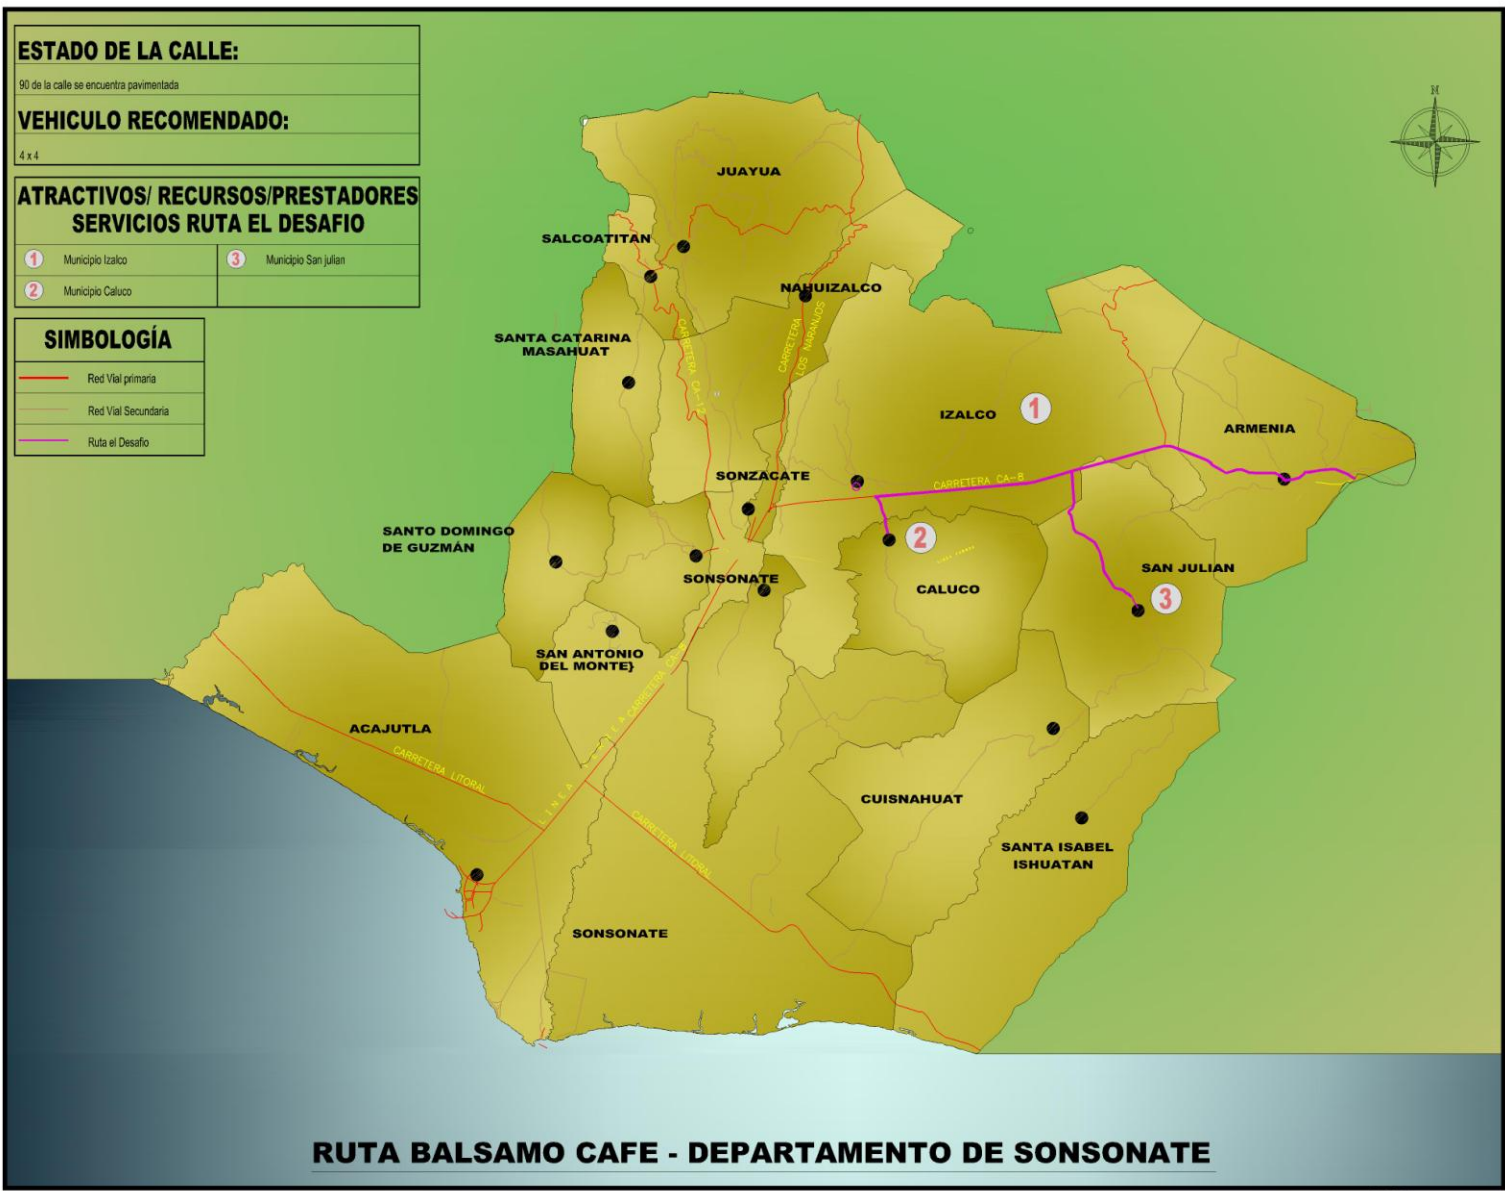 ESTADO DE LA CALLE:
90 de la calle se encuentra pavimentada
VEHICULO RECOMENDADO:
4 x 4
ATRACTIVOS/ RECURSOS/PRESTADORES
SERVICIOS RUTA EL DESAFIO
1 Municipio Izalco
3 Municipio San julian
2 Municipio Caluco
SIMBOLOGÍA
Red Vial primaria
Red Vial Secundaria
Ruta el Desafio
N
JUAYUA
SALCOATITAN
NAHUIZALCO
CARRETERA
LOS NARANJOS
SANTA CATARINA
MASAHUAT
CARRETERA CA-12
IZALCO
1
ARMENIA
SONZACATE
CARRETERA CA-8
SANTO DOMINGO
DE GUZMÁN
2
SONSONATE
CALUCO
SAN JULIAN
3
SAN ANTONIO
DEL MONTE}
ACAJUTLA
CARRETERA LITORAL
LINEA
CARRETERA
CARRETERA LITORAL
CUISNAHUAT
SANTA ISABEL
ISHUATAN
SONSONATE
RUTA BALSAMO CAFE - DEPARTAMENTO DE SONSONATE